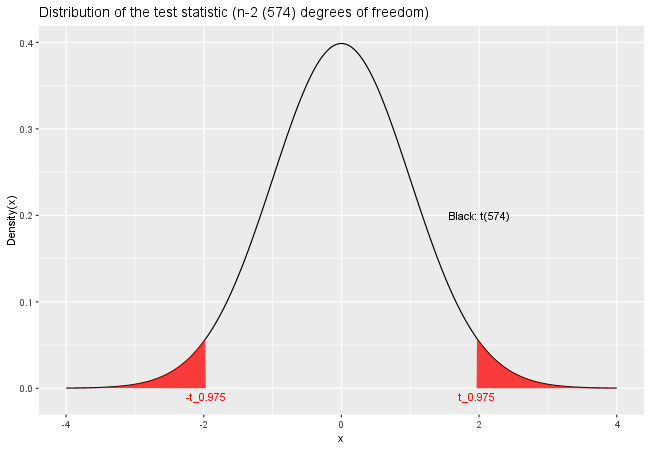 Distribution of the test statistic (n-2 (574) degrees of freedom)
0.4
0.3
0.2
0.1
0.0
Density(x)
Black: t(574)
-t_0.975
t_0.975
-4
-2
0
2
4
x